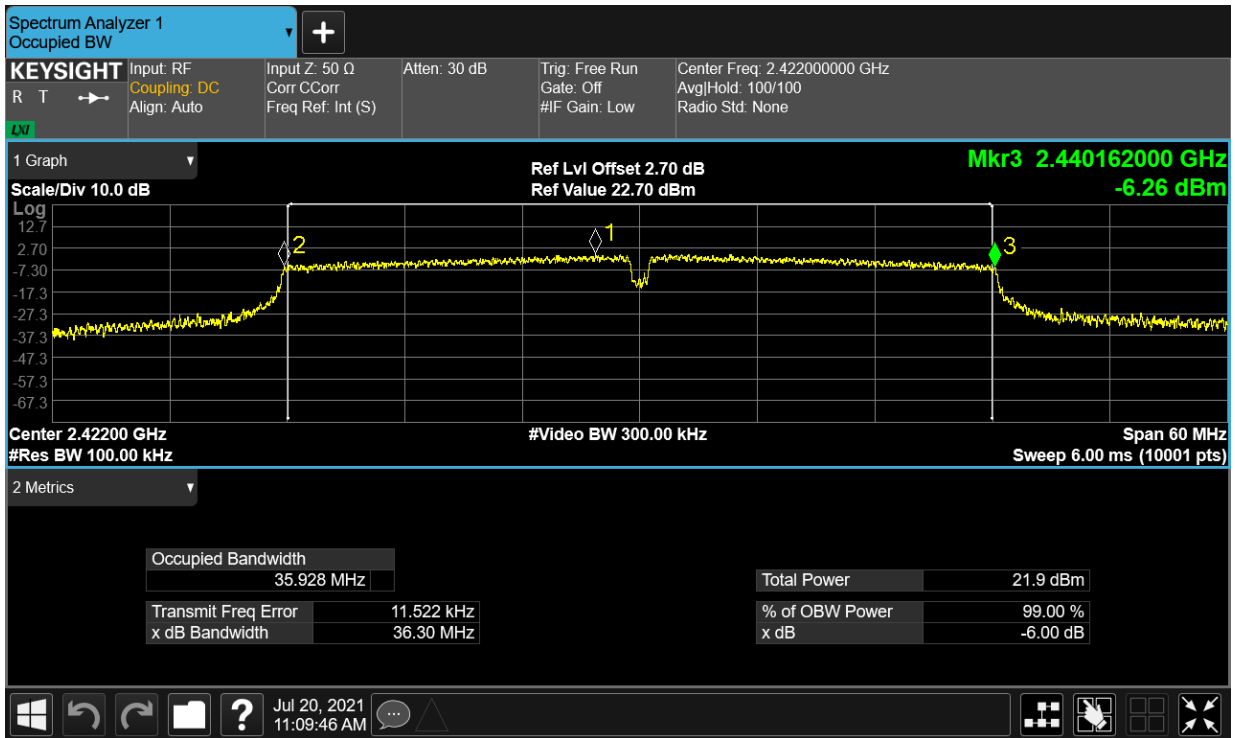 Spectrum Analyzer 1
Occupied BW
+
KEYSIGHT
R T
LXI
Input: RF
Coupling: DC
Align: Auto
Input Z: 50 Ω
Corr CCorr
Freq Ref: Int (S)
Atten: 30 dB
Trig: Free Run
Gate: Off
#IF Gain: Low
Center Freq: 2.422000000 GHz
Avg|Hold: 100/100
Radio Std: None
1 Graph
Scale/Div 10.0 dB
Ref Lvl Offset 2.70 dB
Ref Value 22.70 dBm
Mkr3 2.440162000 GHz
-6.26 dBm
Log
12.7
2.70
-7.30
-17.3
-27.3
-37.3
-47.3
-57.3
-67.3
2
1
3
Center 2.42200 GHz
#Video BW 300.00 kHz
Span 60 MHz
#Res BW 100.00 kHz
Sweep 6.00 ms (10001 pts)
2 Metrics
Occupied Bandwidth
35.928 MHz
Total Power 21.9 dBm
Transmit Freq Error 11.522 kHz
% of OBW Power 99.00 %
x dB Bandwidth 36.30 MHz
x dB -6.00 dB
?
Jul 20, 2021
11:09:46 AM